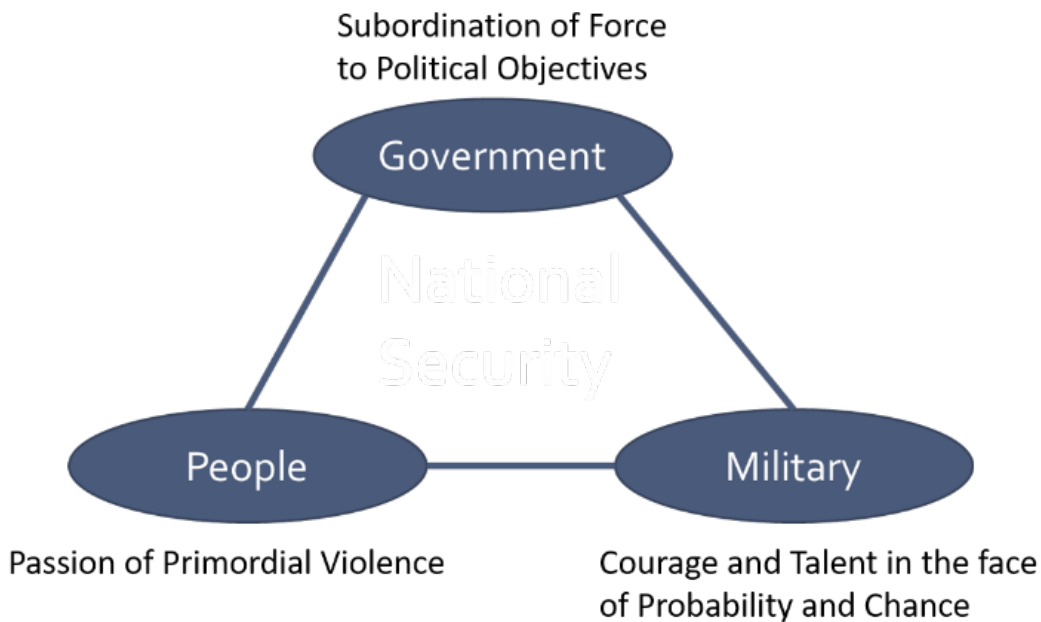 Subordination of Force
to Political Objectives
Government
National
Security
People
Military
Passion of Primordial Violence
Courage and Talent in the face
of Probability and Chance